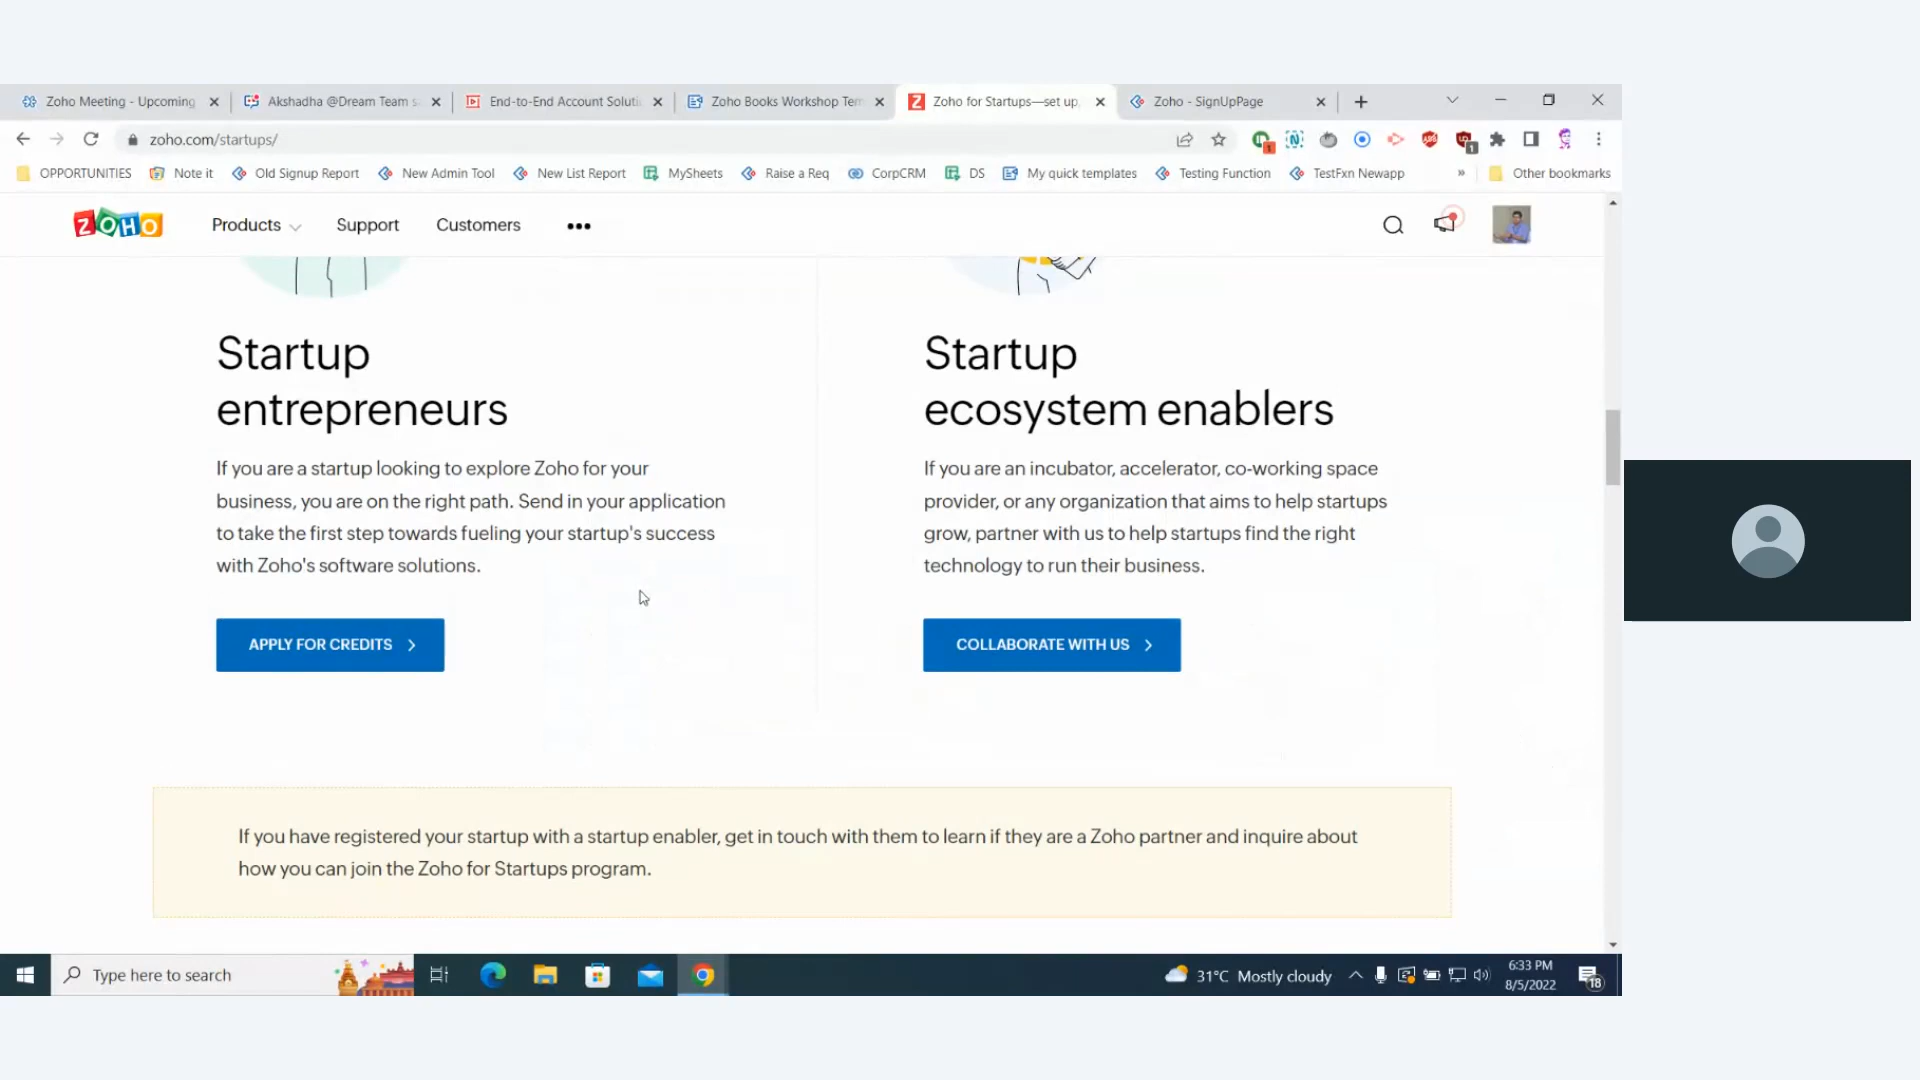 Zoho Meeting - Upcoming
Akshadha @Dream Team s
End-to-End Account Soluti
Zoho Books Workshop Tem
Zoho for Startups—set up,
Zoho - SignUpPage
zoho.com/startups/
OPPORTUNITIES
Note it
Old Signup Report
New Admin Tool
New List Report
MySheets
Raise a Req
CorpCRM
DS
My quick templates
Testing Function
TestFxn Newapp
»
Other bookmarks
ZOHO
Products
Support
Customers
Startup
entrepreneurs
If you are a startup looking to explore Zoho for your
business, you are on the right path. Send in your application
to take the first step towards fueling your startup's success
with Zoho's software solutions.
APPLY FOR CREDITS
Startup
ecosystem enablers
If you are an incubator, accelerator, co-working space
provider, or any organization that aims to help startups
grow, partner with us to help startups find the right
technology to run their business.
COLLABORATE WITH US
If you have registered your startup with a startup enabler, get in touch with them to learn if they are a Zoho partner and inquire about
how you can join the Zoho for Startups program.
Type here to search
31°C Mostly cloudy
6:33 PM
8/5/2022
18